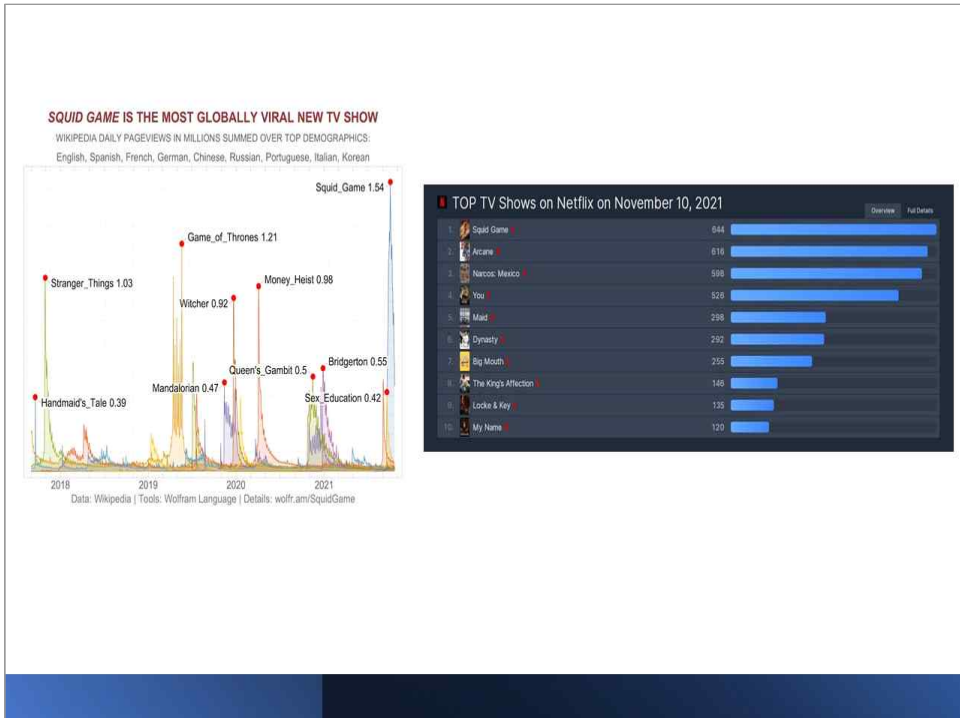 SQUID GAME IS THE MOST GLOBALLY VIRAL NEW TV SHOW
WIKIPEDIA DAILY PAGEVIEWS IN MILLIONS SUMMED OVER TOP DEMOGRAPHICS:
English, Spanish, French, German, Chinese, Russian, Portuguese, Italian, Korean
Squid_Game 1.54
Game_of_Thrones 1.21
Stranger_Things 1.03
Money_Heist 0.98
Witcher 0.92
Bridgerton 0.55
Queen's_Gambit 0.5
Mandalorian 0.47
Sex_Education 0.42
Handmaid's_Tale 0.39
2018 2019 2020 2021
Data: Wikipedia | Tools: Wolfram Language | Details: wolfr.am/SquidGame
TOP TV Shows on Netflix on November 10, 2021
Overview Full Details
1. Squid Game 644
2. Arcane 616
3. Narcos: Mexico 598
4. You 526
5. Maid 298
6. Dynasty 292
7. Big Mouth 255
8. The King's Affection 146
9. Locke & Key 135
10. My Name 120